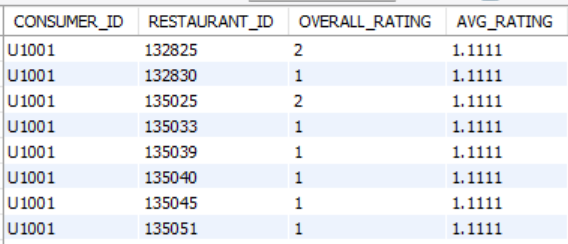 CONSUMER_ID RESTAURANT_ID OVERALL_RATING AVG_RATING
U1001 132825 2 1.1111
U1001 132830 1 1.1111
U1001 135025 2 1.1111
U1001 135033 1 1.1111
U1001 135039 1 1.1111
U1001 135040 1 1.1111
U1001 135045 1 1.1111
U1001 135051 1 1.1111